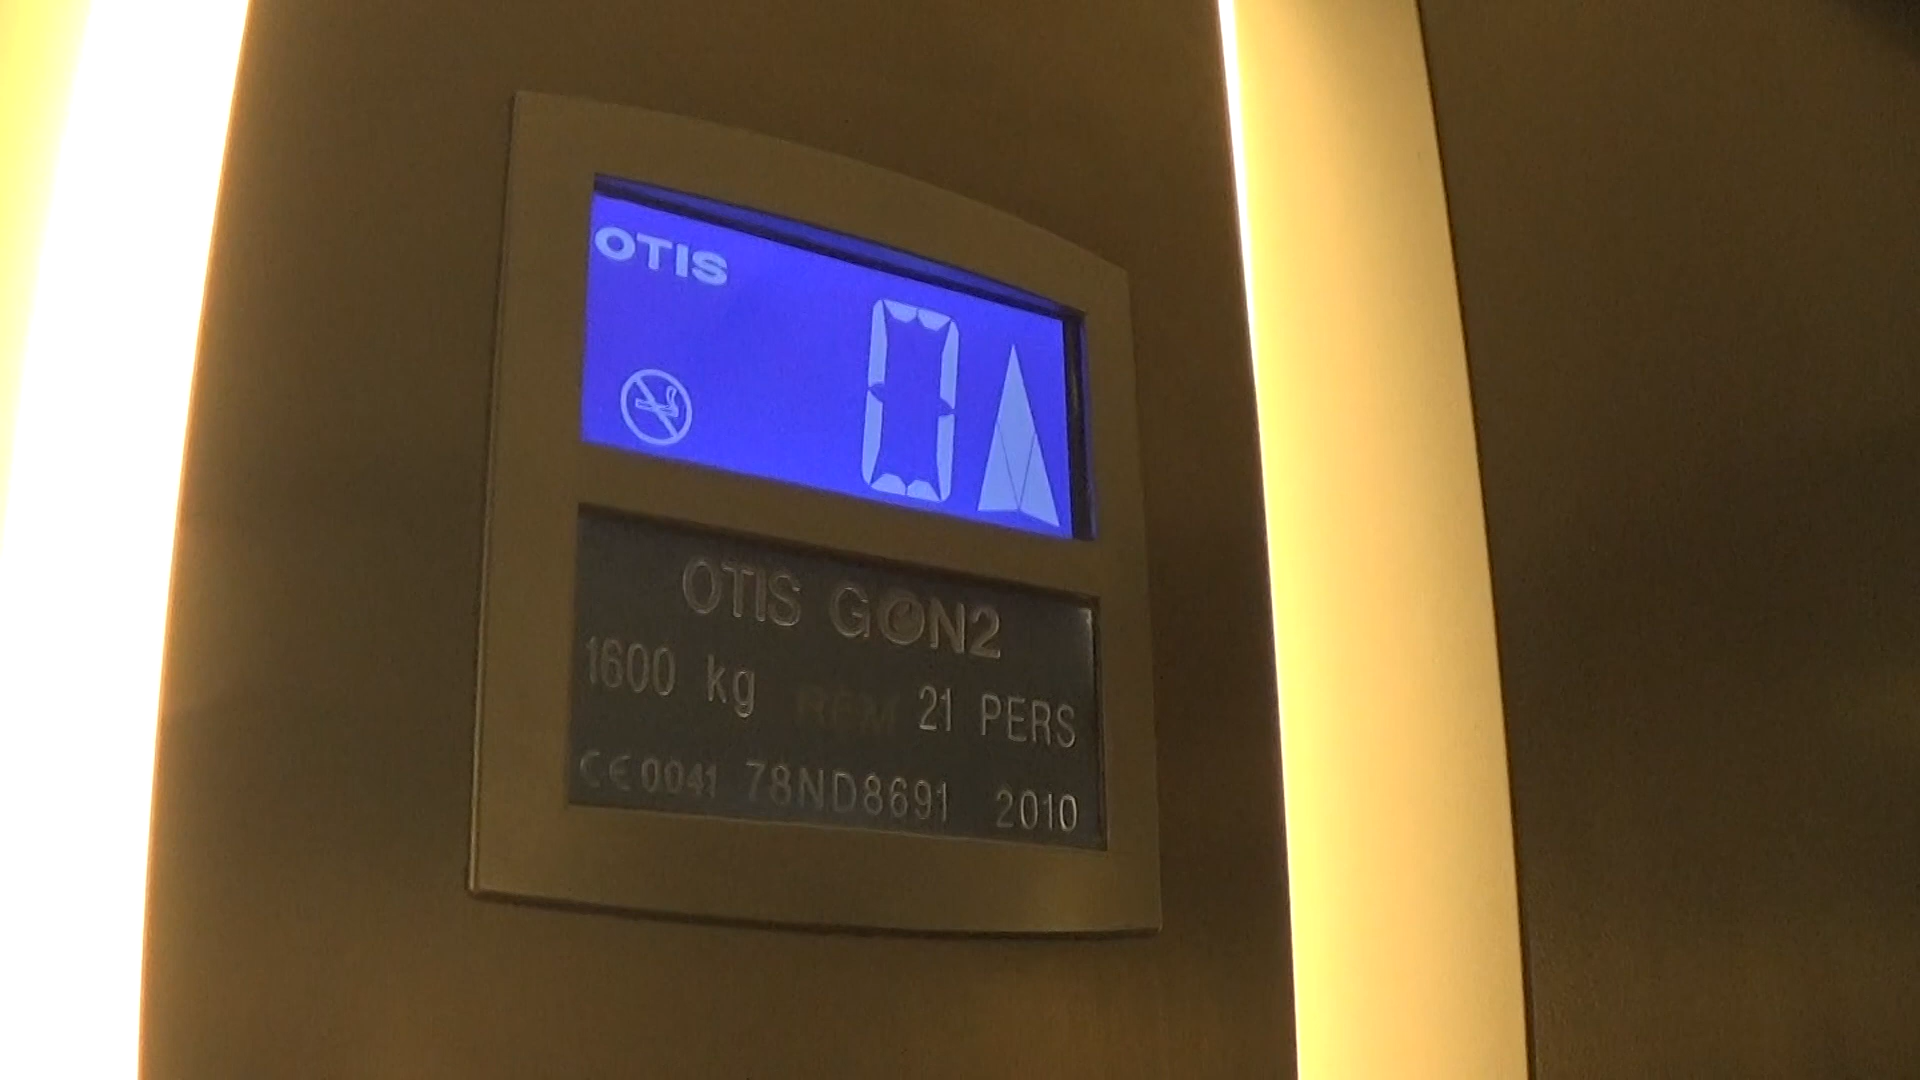 OTIS
0
OTIS GEN2
1600 kg 21 PERS
CE 0041 78ND8691 2010